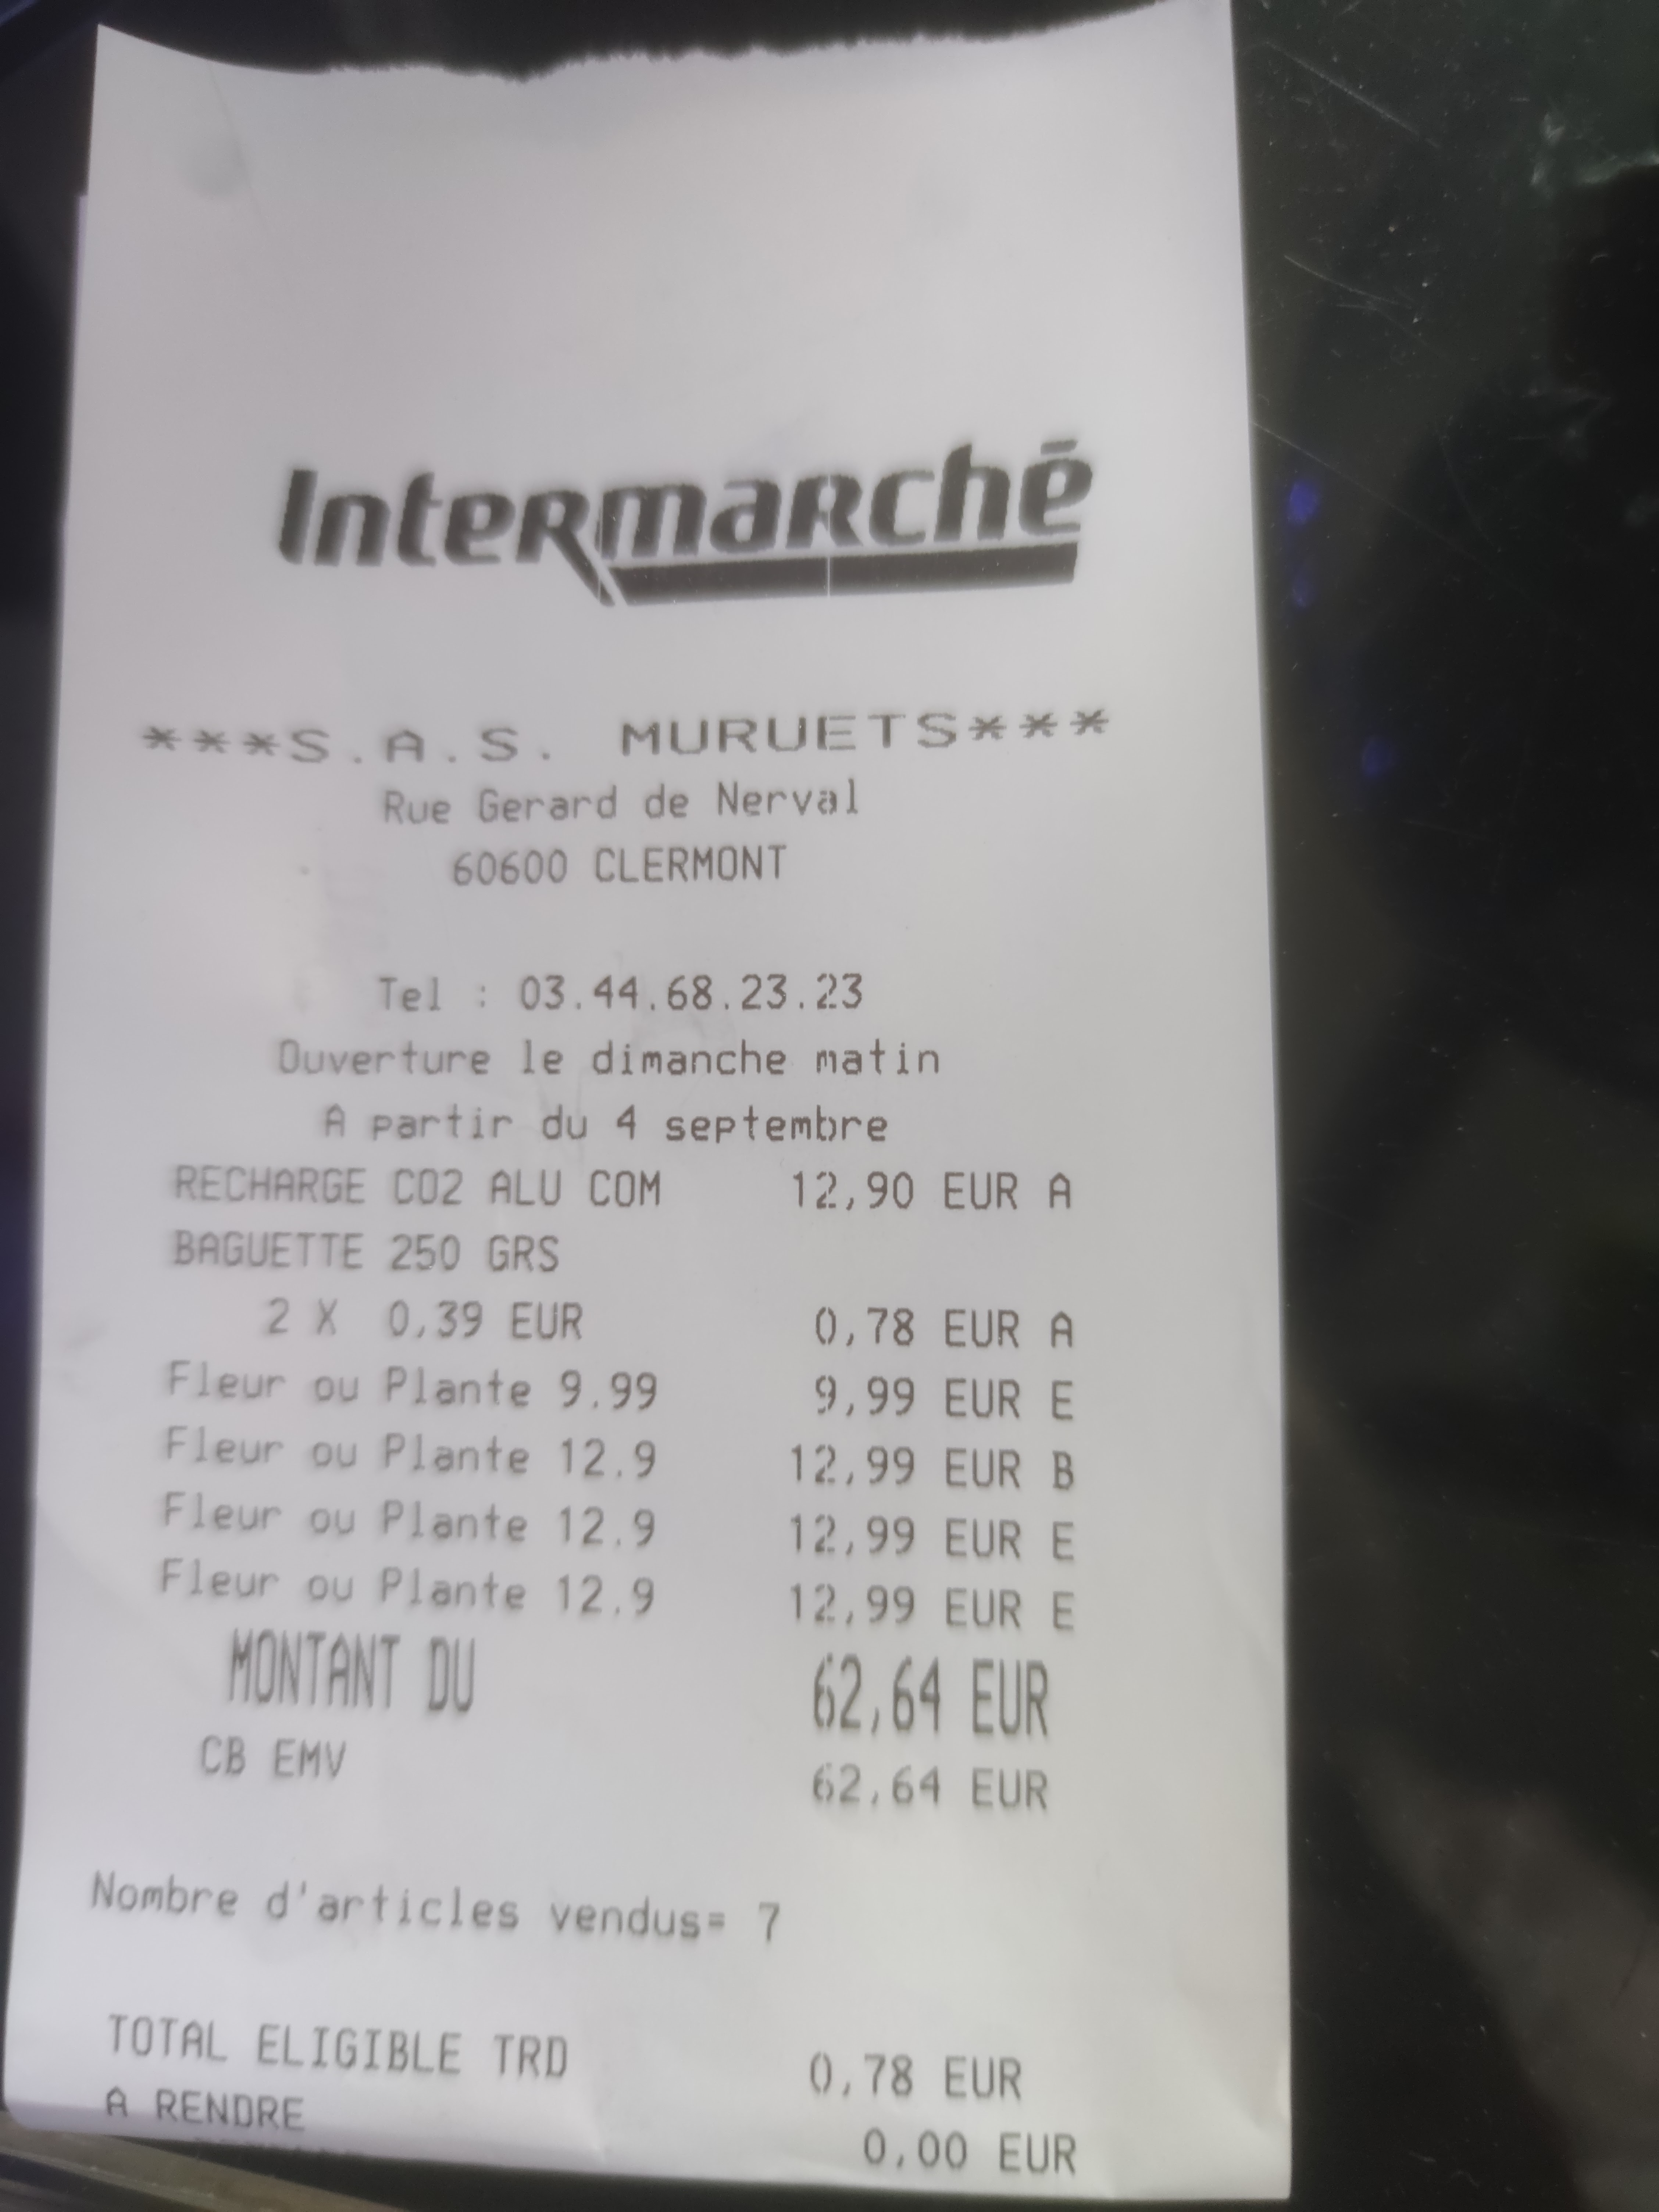 Intermarché
***S.A.S. MURUETS***
Rue Gerard de Nerval
60600 CLERMONT
Tel : 03.44.68.23.23
Ouverture le dimanche matin
A partir du 4 septembre
RECHARGE CO2 ALU COM 12,90 EUR A
BAGUETTE 250 GRS
2 X 0,39 EUR 0,78 EUR A
Fleur ou Plante 9.99 9,99 EUR E
Fleur ou Plante 12.9 12,99 EUR B
Fleur ou Plante 12.9 12,99 EUR E
Fleur ou Plante 12.9 12,99 EUR E
MONTANT DU 62,64 EUR
CB EMV 62,64 EUR
Nombre d'articles vendus= 7
TOTAL ELIGIBLE TRD 0,78 EUR
A RENDRE 0,00 EUR